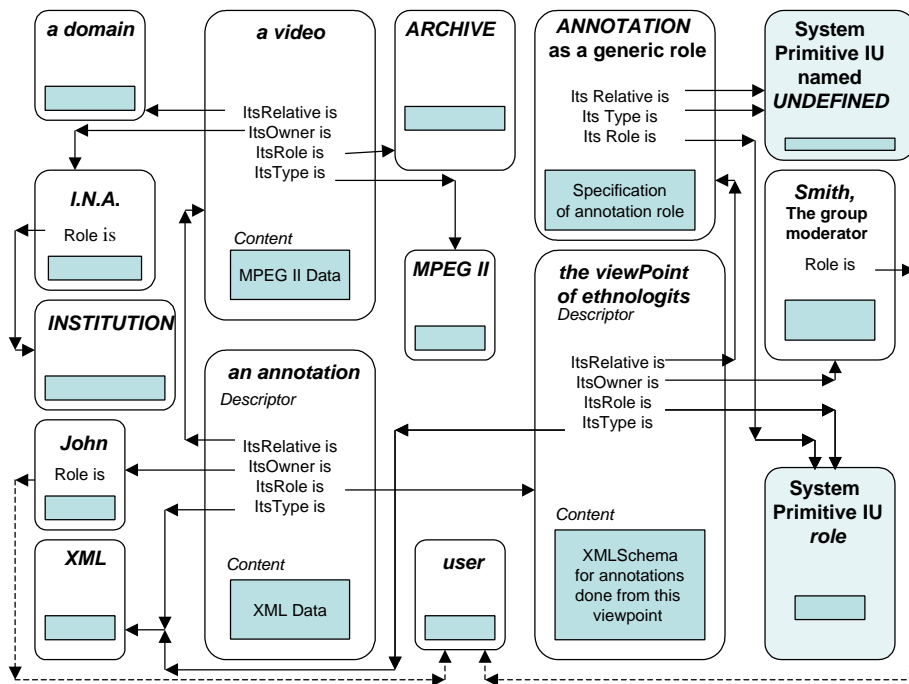 a domain
a video
ItsRelative is
ItsOwner is
ItsRole is
ItsType is
Content
MPEG II Data
ARCHIVE
ANNOTATION
as a generic role
Its Relative is
Its Type is
Its Role is
Specification
of annotation role
System
Primitive IU
named
UNDEFINED
I.N.A.
Role is
MPEG II
Smith,
The group
moderator
Role is
INSTITUTION
the viewPoint
of ethnologits
Descriptor
ItsRelative is
ItsOwner is
ItsRole is
ItsType is
Content
XMLSchema
for annotations
done from this
viewpoint
an annotation
Descriptor
ItsRelative is
ItsOwner is
ItsRole is
ItsType is
Content
XML Data
John
Role is
XML
user
System
Primitive IU
role